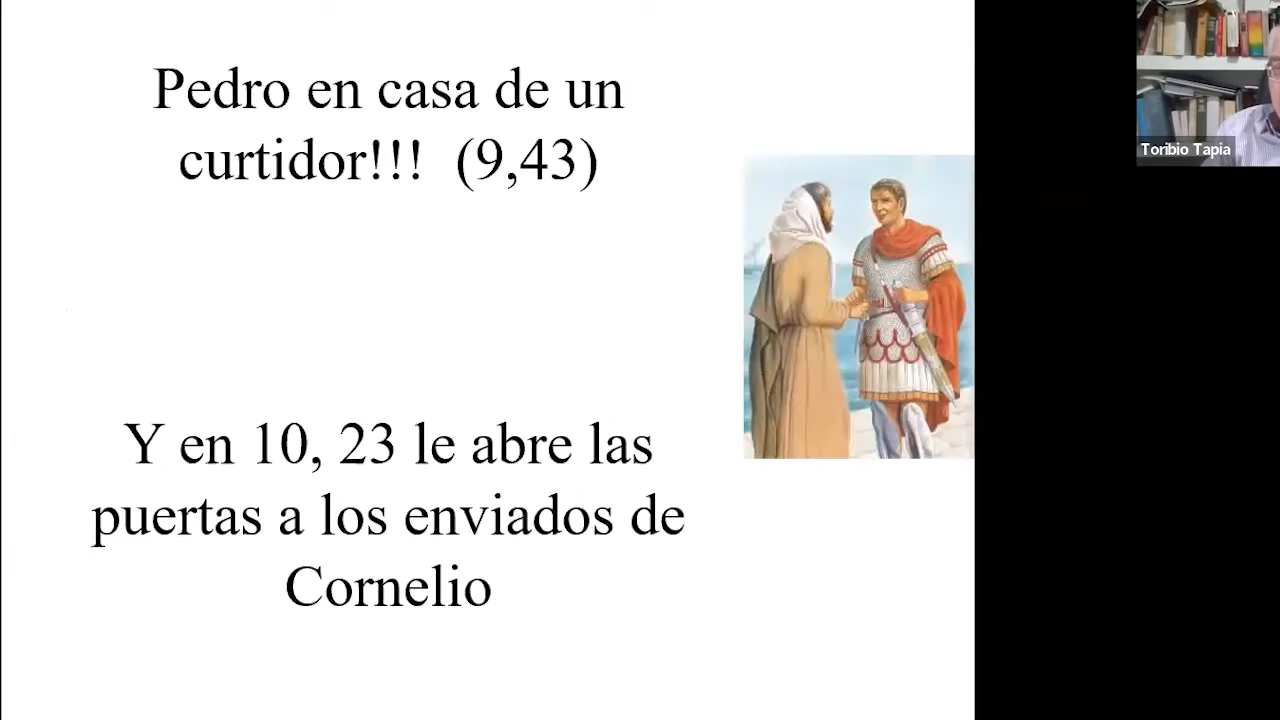 Pedro en casa de un
curtidor!!! (9,43)
Y en 10, 23 le abre las
puertas a los enviados de
Cornelio
Toribio Tapia